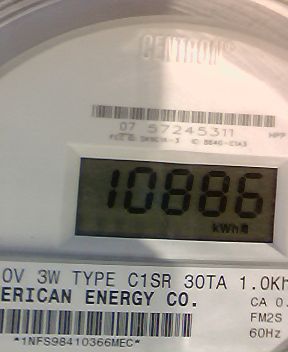 CENTRON®
07 57245311
10886
kWh
0V 3W TYPE C1SR 30TA 1.0Kh
ERICAN ENERGY CO.
CA 0.
FM2S
60Hz
*1NFS98410366MEC*